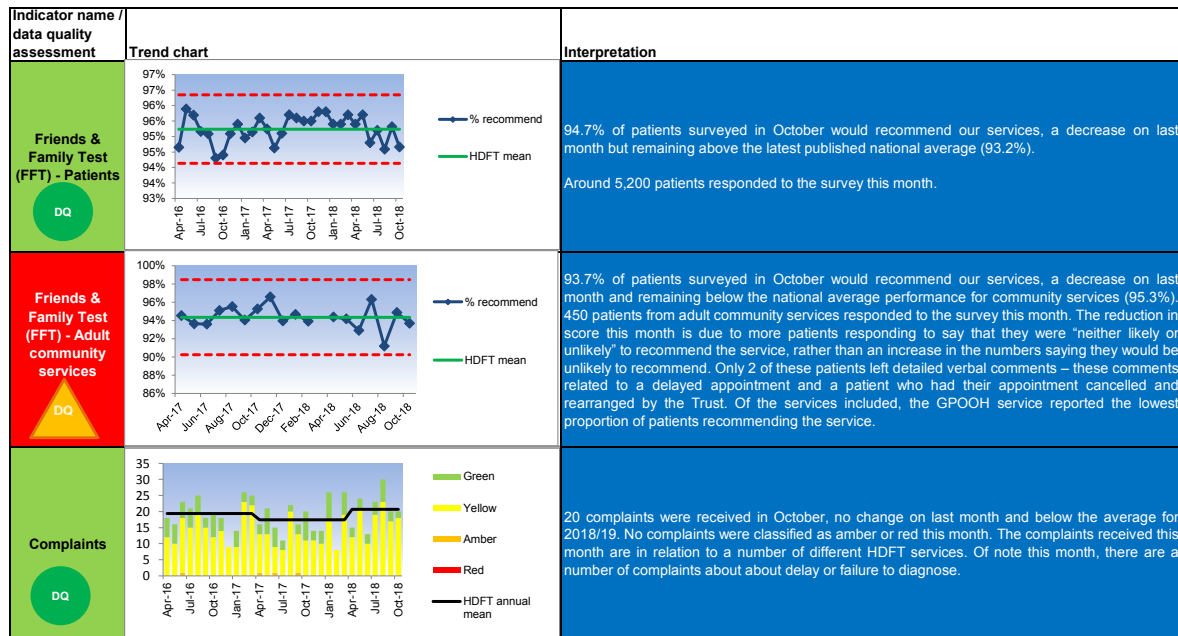 Indicator name /
data quality
assessment
Trend chart
Interpretation
Friends &
Family Test
(FFT) - Patients
DQ
97%
96%
96%
95%
95%
94%
94%
93%
Apr-16
Jul-16
Oct-16
Jan-17
Apr-17
Jul-17
Oct-17
Jan-18
Apr-18
Jul-18
Oct-18
% recommend
HDFT mean
94.7% of patients surveyed in October would recommend our services, a decrease on last
month but remaining above the latest published national average (93.2%).
Around 5,200 patients responded to the survey this month.
Friends &
Family Test
(FFT) - Adult
community
services
DQ
100%
98%
96%
94%
92%
90%
88%
86%
Apr-17
Jun-17
Aug-17
Oct-17
Dec-17
Feb-18
Apr-18
Jun-18
Aug-18
Oct-18
% recommend
HDFT mean
93.7% of patients surveyed in October would recommend our services, a decrease on last
month and remaining below the national average performance for community services (95.3%).
450 patients from adult community services responded to the survey this month. The reduction in
score this month is due to more patients responding to say that they were “neither likely or
unlikely” to recommend the service, rather than an increase in the numbers saying they would be
unlikely to recommend. Only 2 of these patients left detailed verbal comments – these comments
related to a delayed appointment and a patient who had their appointment cancelled and
rearranged by the Trust. Of the services included, the GPOOH service reported the lowest
proportion of patients recommending the service.
Complaints
DQ
35
30
25
20
15
10
5
0
Apr-16
Jul-16
Oct-16
Jan-17
Apr-17
Jul-17
Oct-17
Jan-18
Apr-18
Jul-18
Oct-18
Green
Yellow
Amber
Red
HDFT annual
mean
20 complaints were received in October, no change on last month and below the average for
2018/19. No complaints were classified as amber or red this month. The complaints received this
month are in relation to a number of different HDFT services. Of note this month, there are a
number of complaints about about delay or failure to diagnose.